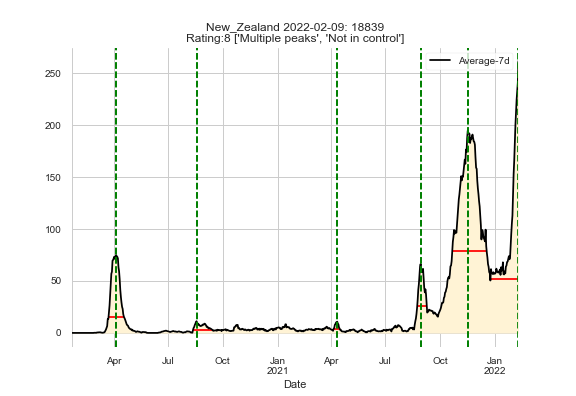 New_Zealand 2022-02-09: 18839
Rating:8 ['Multiple peaks', 'Not in control']
Average-7d
250
200
150
100
50
0
Apr Jul Oct Jan Apr Jul Oct Jan
2021 2022
Date